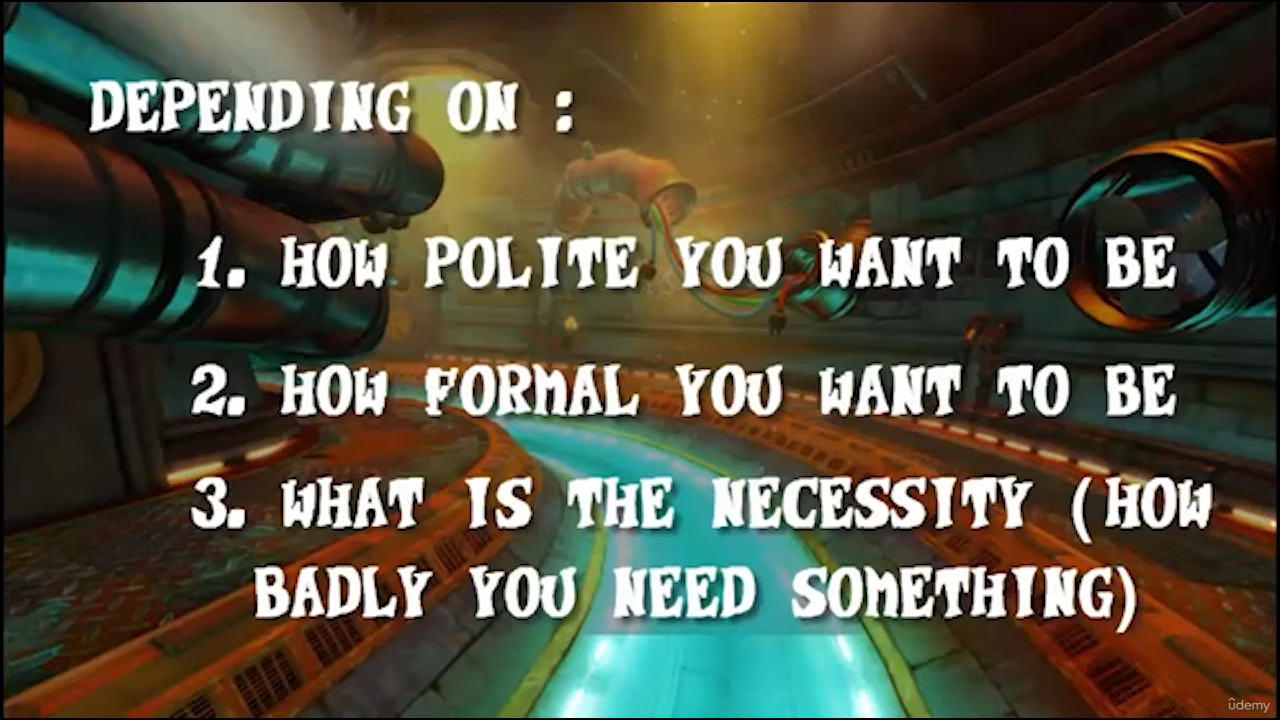 DEPENDING ON :
1. HOW POLITE YOU WANT TO BE
2. HOW FORMAL YOU WANT TO BE
3. WHAT IS THE NECESSITY (HOW
BADLY YOU NEED SOMETHING)
ûdemy